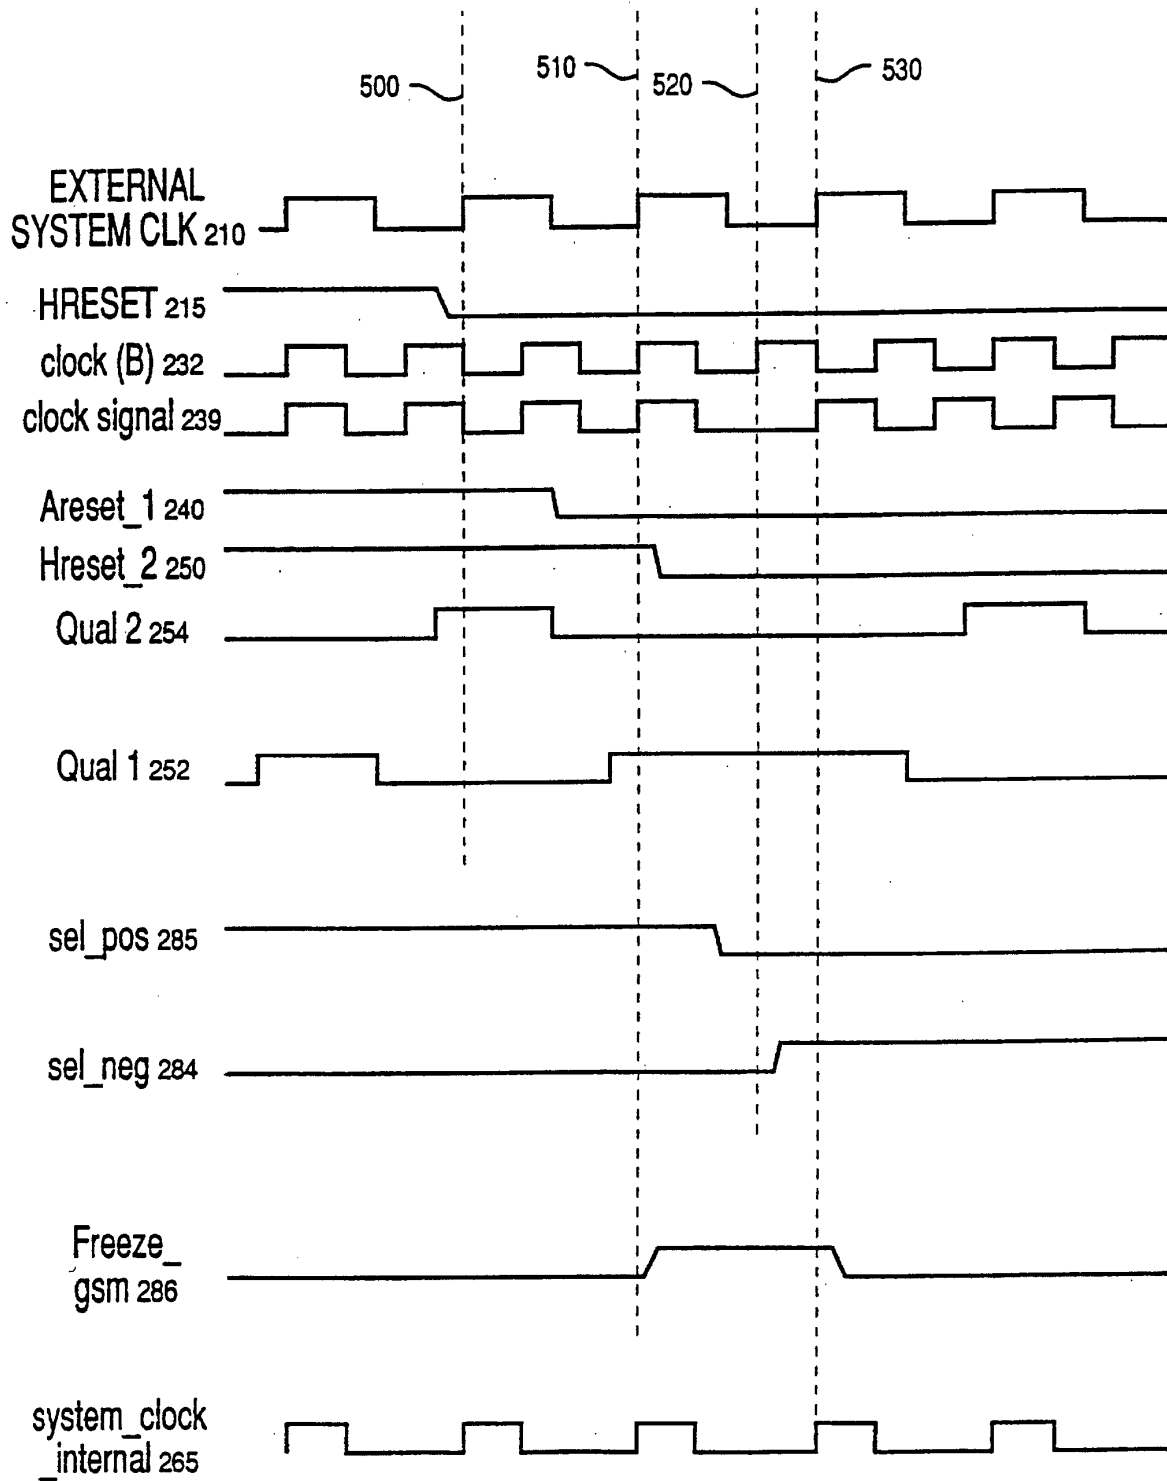 500
510
520
530
EXTERNAL
SYSTEM CLK 210
HRESET 215
clock (B) 232
clock signal 239
Areset_1 240
Hreset_2 250
Qual 2 254
Qual 1 252
sel_pos 285
sel_neg 284
Freeze_
gsm 286
system_clock
_internal 265